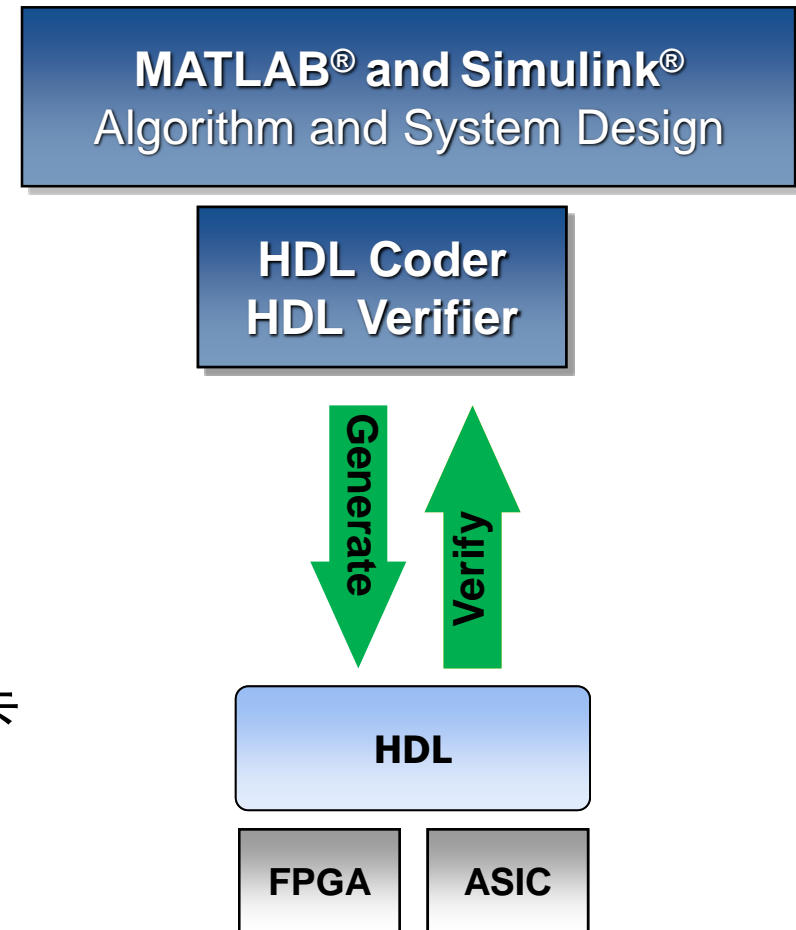 MATLAB® and Simulink®
Algorithm and System Design
HDL Coder
HDL Verifier
Generate
Verify
HDL
FPGA
ASIC